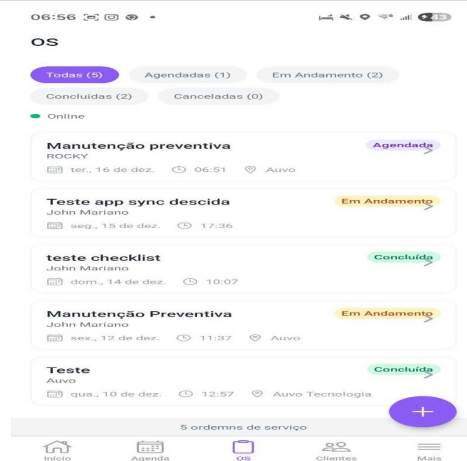 06:56
43
OS
Todas (5) Agendadas (1) Em Andamento (2)
Concluídas (2) Canceladas (0)
Online
Manutenção preventiva Agendada
ROCKY
ter., 16 de dez. 06:51 Auvo
Teste app sync descida Em Andamento
John Mariano
seg., 15 de dez. 17:36
teste checklist Concluída
John Mariano
dom., 14 de dez. 10:07
Manutenção Preventiva Em Andamento
John Mariano
sex., 12 de dez. 11:37 Auvo
Teste Concluída
Auvo
qua., 10 de dez. 12:57 Auvo Tecnologia
5 ordemns de serviço
Início Agenda OS Clientes Mais